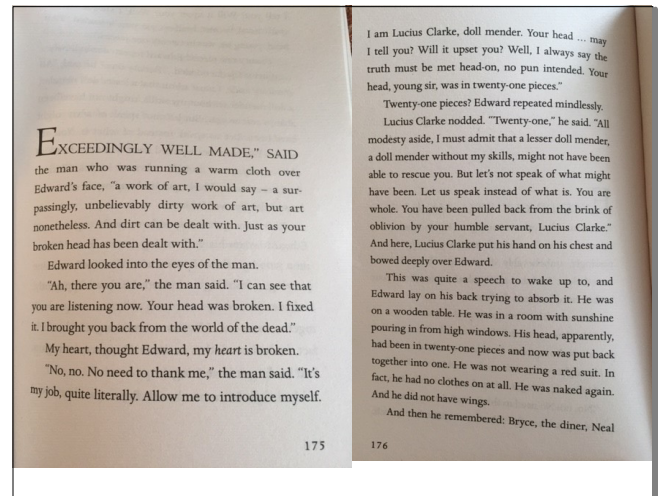 EXCEEDINGLY WELL MADE,” SAID
the man who was running a warm cloth over
Edward’s face, “a work of art, I would say – a sur-
passingly, unbelievably dirty work of art, but art
nonetheless. And dirt can be dealt with. Just as your
broken head has been dealt with.”
Edward looked into the eyes of the man.
“Ah, there you are,” the man said. “I can see that
you are listening now. Your head was broken. I fixed
it. I brought you back from the world of the dead.”
My heart, thought Edward, my heart is broken.
“No, no. No need to thank me,” the man said. “It’s
my job, quite literally. Allow me to introduce myself.
175
I am Lucius Clarke, doll mender. Your head ... may
I tell you? Will it upset you? Well, I always say the
truth must be met head-on, no pun intended. Your
head, young sir, was in twenty-one pieces.”
Twenty-one pieces? Edward repeated mindlessly.
Lucius Clarke nodded. “Twenty-one,” he said. “All
modesty aside, I must admit that a lesser doll mender,
a doll mender without my skills, might not have been
able to rescue you. But let’s not speak of what might
have been. Let us speak instead of what is. You are
whole. You have been pulled back from the brink of
oblivion by your humble servant, Lucius Clarke.”
And here, Lucius Clarke put his hand on his chest and
bowed deeply over Edward.
This was quite a speech to wake up to, and
Edward lay on his back trying to absorb it. He was
on a wooden table. He was in a room with sunshine
pouring in from high windows. His head, apparently,
had been in twenty-one pieces and now was put back
together into one. He was not wearing a red suit. In
fact, he had no clothes on at all. He was naked again.
And he did not have wings.
And then he remembered: Bryce, the diner, Neal
176